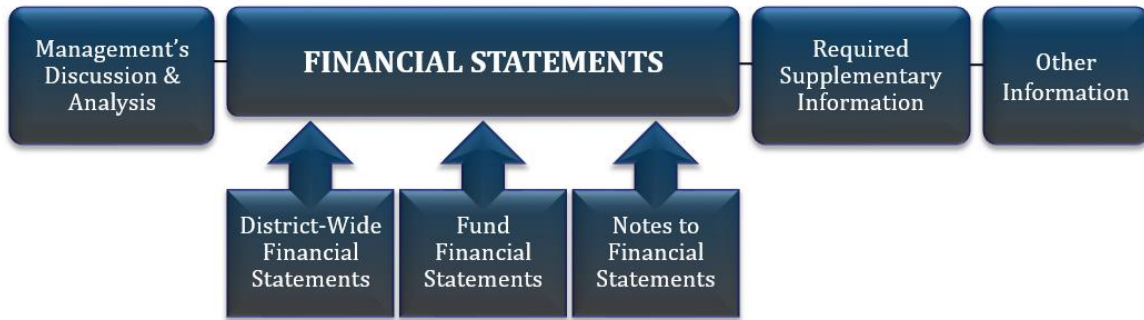 Management’s
Discussion &
Analysis
FINANCIAL STATEMENTS
Required
Supplementary
Information
Other
Information
District-Wide
Financial
Statements
Fund
Financial
Statements
Notes to
Financial
Statements